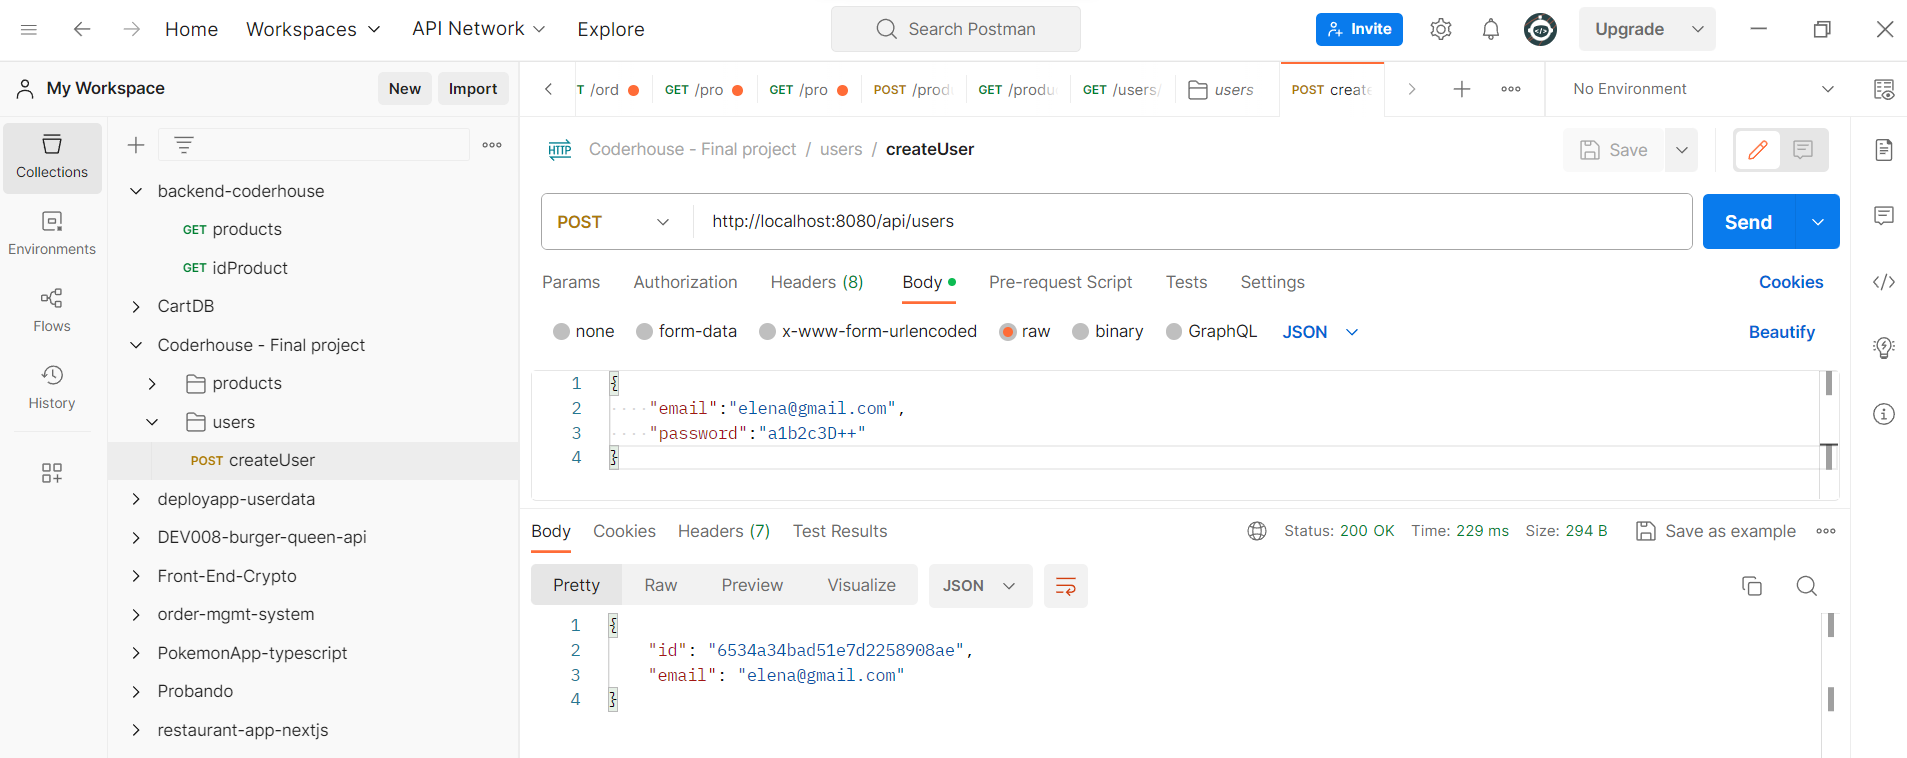 Home Workspaces API Network Explore Search Postman Invite Upgrade
My Workspace New Import
T /ord GET /pro GET /pro POST /prod GET /produ GET /users/ users POST create No Environment
Collections
Environments
Flows
History
backend-coderhouse
GET products
GET idProduct
CartDB
Coderhouse - Final project
products
users
POST createUser
deployapp-userdata
DEV008-burger-queen-api
Front-End-Crypto
order-mgmt-system
PokemonApp-typescript
Probando
restaurant-app-nextjs
HTTP Coderhouse - Final project / users / createUser Save
POST http://localhost:8080/api/users Send
Params Authorization Headers (8) Body Pre-request Script Tests Settings Cookies
none form-data x-www-form-urlencoded raw binary GraphQL JSON Beautify
1 {
2 "email":"elena@gmail.com",
3 "password":"a1b2c3D++"
4 }
Body Cookies Headers (7) Test Results Status: 200 OK Time: 229 ms Size: 294 B Save as example
Pretty Raw Preview Visualize JSON
1 {
2 "id": "6534a34bad51e7d2258908ae",
3 "email": "elena@gmail.com"
4 }